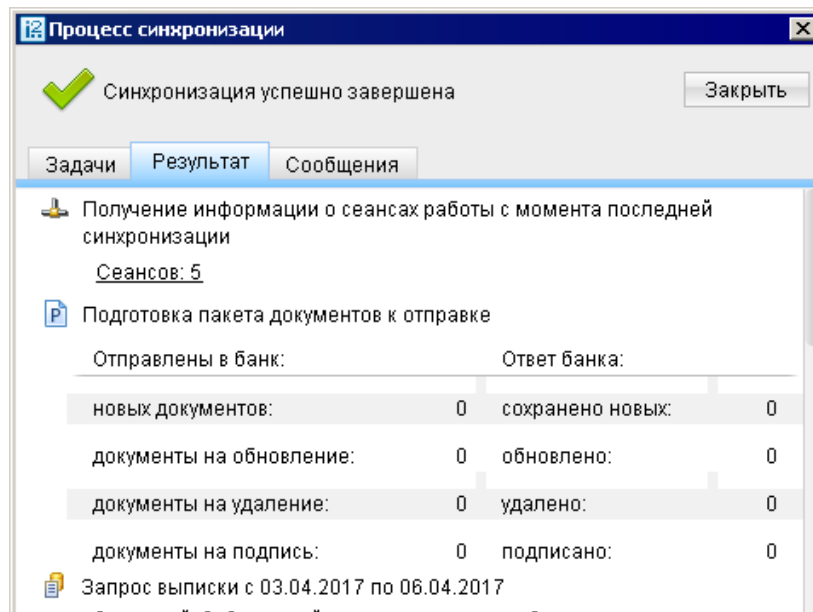 Процесс синхронизации
Синхронизация успешно завершена
Закрыть
Задачи Результат Сообщения
Получение информации о сеансах работы с момента последней
синхронизации
Сеансов: 5
Подготовка пакета документов к отправке
Отправлены в банк: Ответ банка:
новых документов: 0 сохранено новых: 0
документы на обновление: 0 обновлено: 0
документы на удаление: 0 удалено: 0
документы на подпись: 0 подписано: 0
Запрос выписки с 03.04.2017 по 06.04.2017